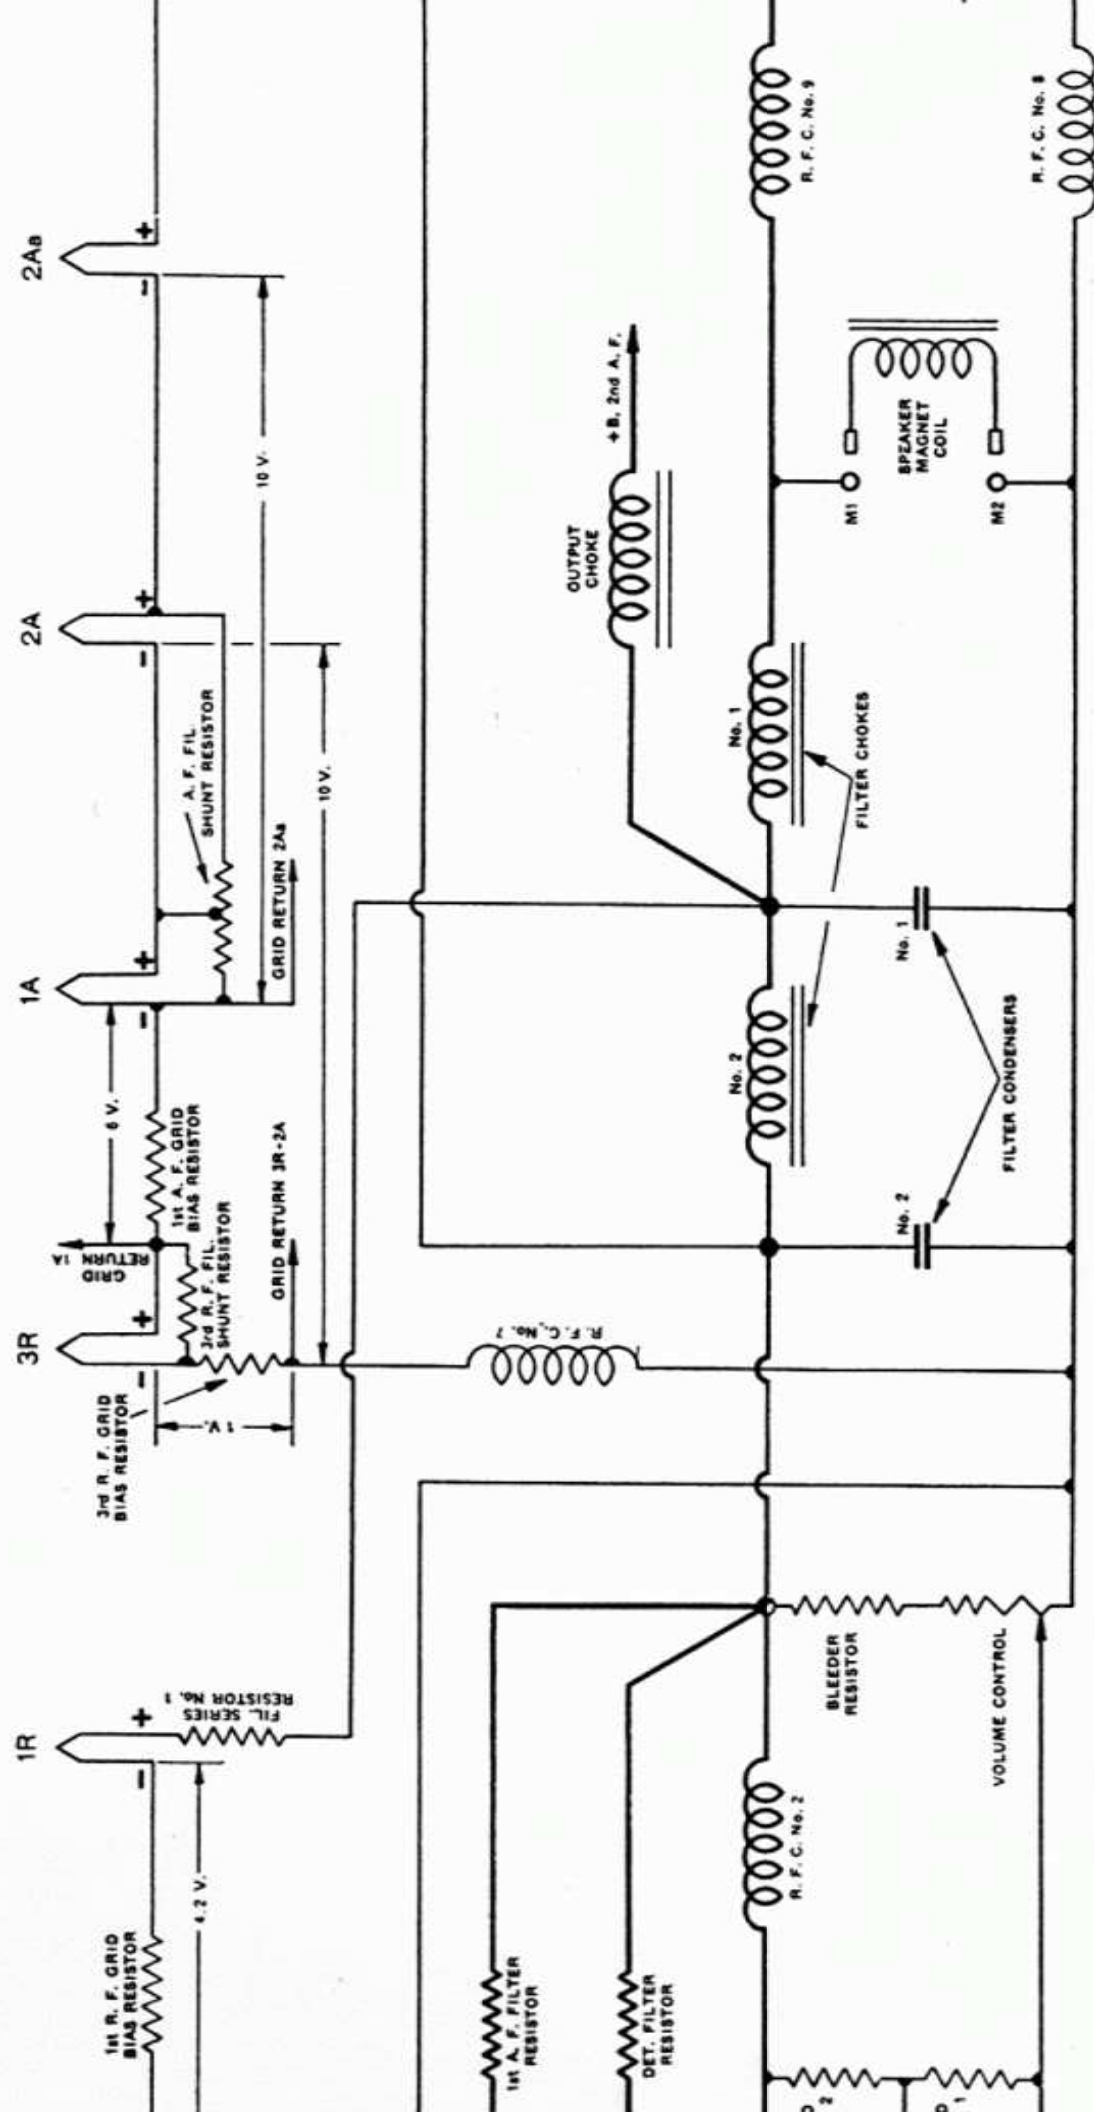 2Aa
+
−
2A
+
−
10 V.
10 V.
A. F. FIL.
SHUNT RESISTOR
1A
+
−
GRID RETURN 2Aa
6 V.
1st A. F. GRID
BIAS RESISTOR
GRID
RETURN 1A
3R
+
−
3rd R. F. FIL.
SHUNT RESISTOR
GRID RETURN 3R-2A
3rd R. F. GRID
BIAS RESISTOR
1 V.
1R
+
−
FIL. SERIES
RESISTOR No. 1
4.2 V.
1st R. F. GRID
BIAS RESISTOR
R. F. C. No. 9
R. F. C. No. 8
+B, 2nd A. F.
OUTPUT
CHOKE
SPEAKER
MAGNET
COIL
M1
M2
No. 1
FILTER CHOKES
No. 2
No. 1
FILTER CONDENSERS
No. 2
R. F. C. No. 7
BLEEDER
RESISTOR
VOLUME CONTROL
R. F. C. No. 2
1st A. F. FILTER
RESISTOR
DET. FILTER
RESISTOR
2
1